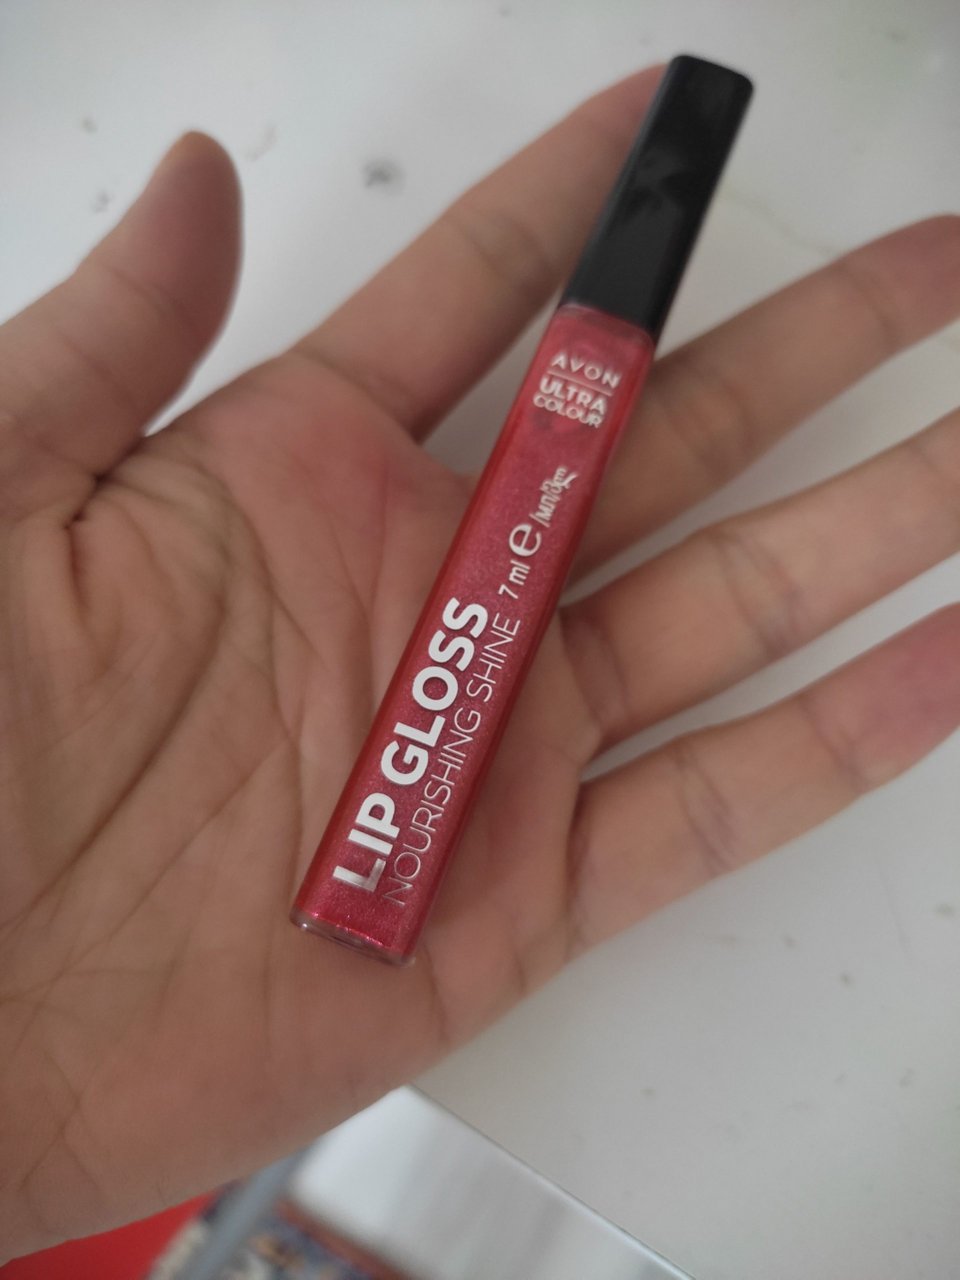 AVON
ULTRA
COLOUR
LIP GLOSS
NOURISHING SHINE 7 ml e